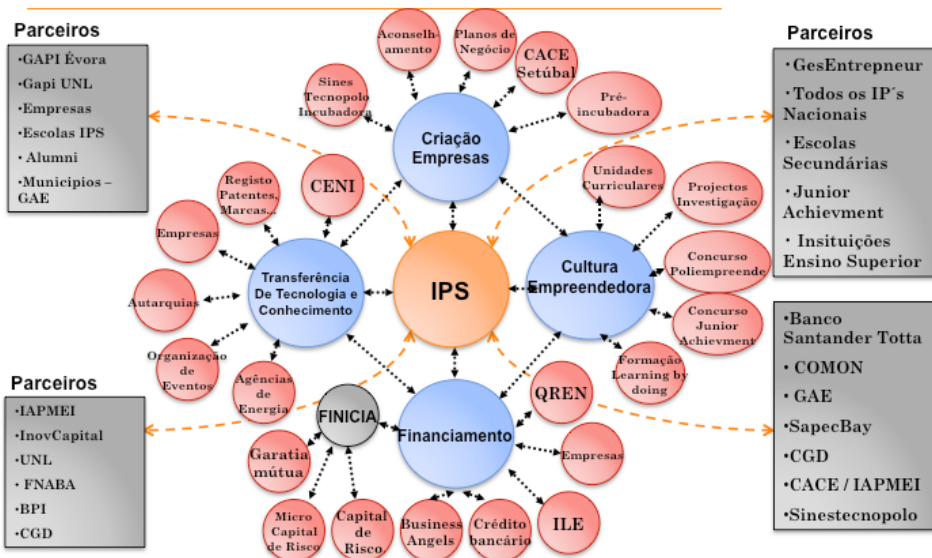 Parceiros
•GAPI Évora
•Gapi UNL
•Empresas
•Escolas IPS
• Alumni
•Municipios –
GAE
Aconselh-
amento
Planos de
Negócio
CACE
Setúbal
Sines
Tecnopolo
Incubadora
Pré-
incubadora
Criação
Empresas
Parceiros
· GesEntrepneur
· Todos os IP´s
Nacionais
· Escolas
Secundárias
· Junior
Achievment
· Insituições
Ensino Superior
Registo
Patentes,
Marcas...
CENI
Empresas
Autarquias
Organização
de Eventos
Agências
de
Energia
Transferência
De Tecnologia e
Conhecimento
IPS
Cultura
Empreendedora
Unidades
Curriculares
Projectos
Investigação
Concurso
Poliempreende
Concurso
Junior
Achievment
Formação
Learning by
doing
Parceiros
•IAPMEI
•InovCapital
•UNL
• FNABA
•BPI
•CGD
FINICIA
Garatia
mútua
Micro
Capital
de Risco
Capital
de
Risco
Financiamento
QREN
Empresas
Business
Angels
Crédito
bancário
ILE
•Banco
Santander Totta
• COMON
• GAE
•SapecBay
•CGD
•CACE / IAPMEI
•Sinestecnopolo